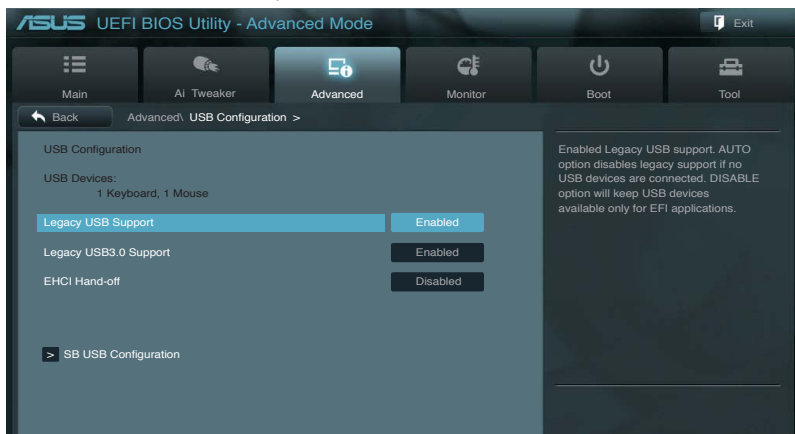 ASUS UEFI BIOS Utility - Advanced Mode
Exit
Main
Ai Tweaker
Advanced
Monitor
Boot
Tool
Back
Advanced\ USB Configuration >
USB Configuration
USB Devices:
1 Keyboard, 1 Mouse
Legacy USB Support Enabled
Legacy USB3.0 Support Enabled
EHCI Hand-off Disabled
> SB USB Configuration
Enabled Legacy USB support. AUTO
option disables legacy support if no
USB devices are connected. DISABLE
option will keep USB devices
available only for EFI applications.